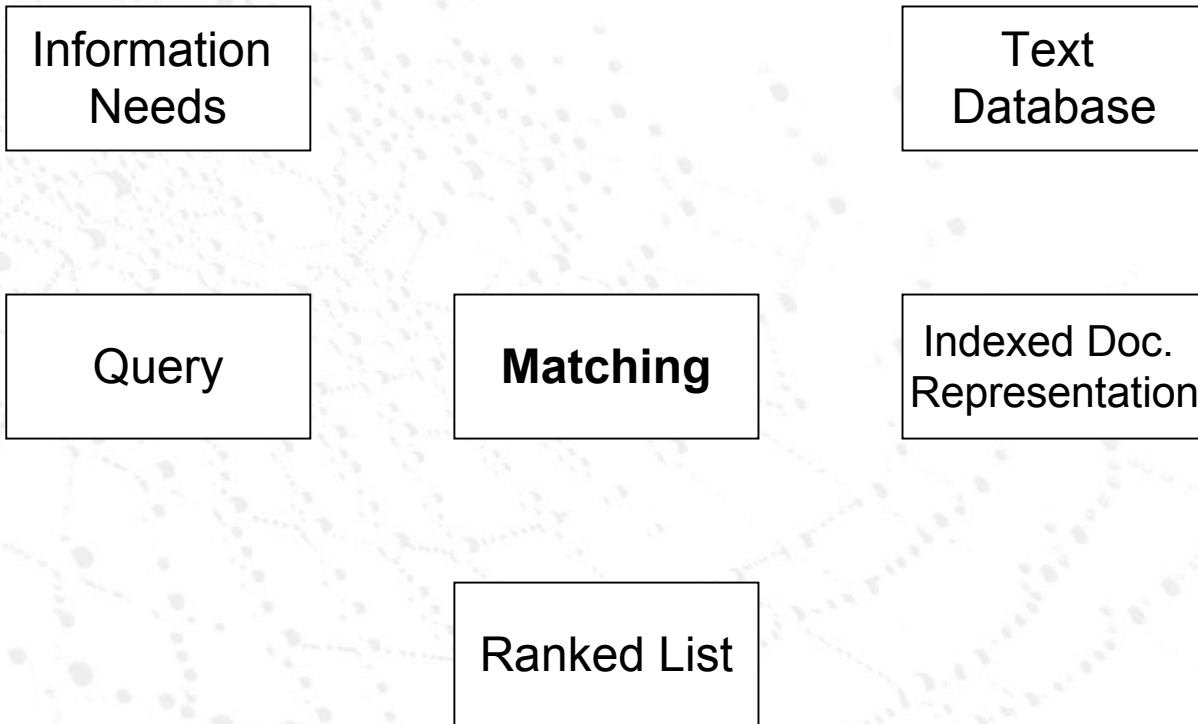 Information
Needs
Text
Database
Query
Matching
Indexed Doc.
Representation
Ranked List